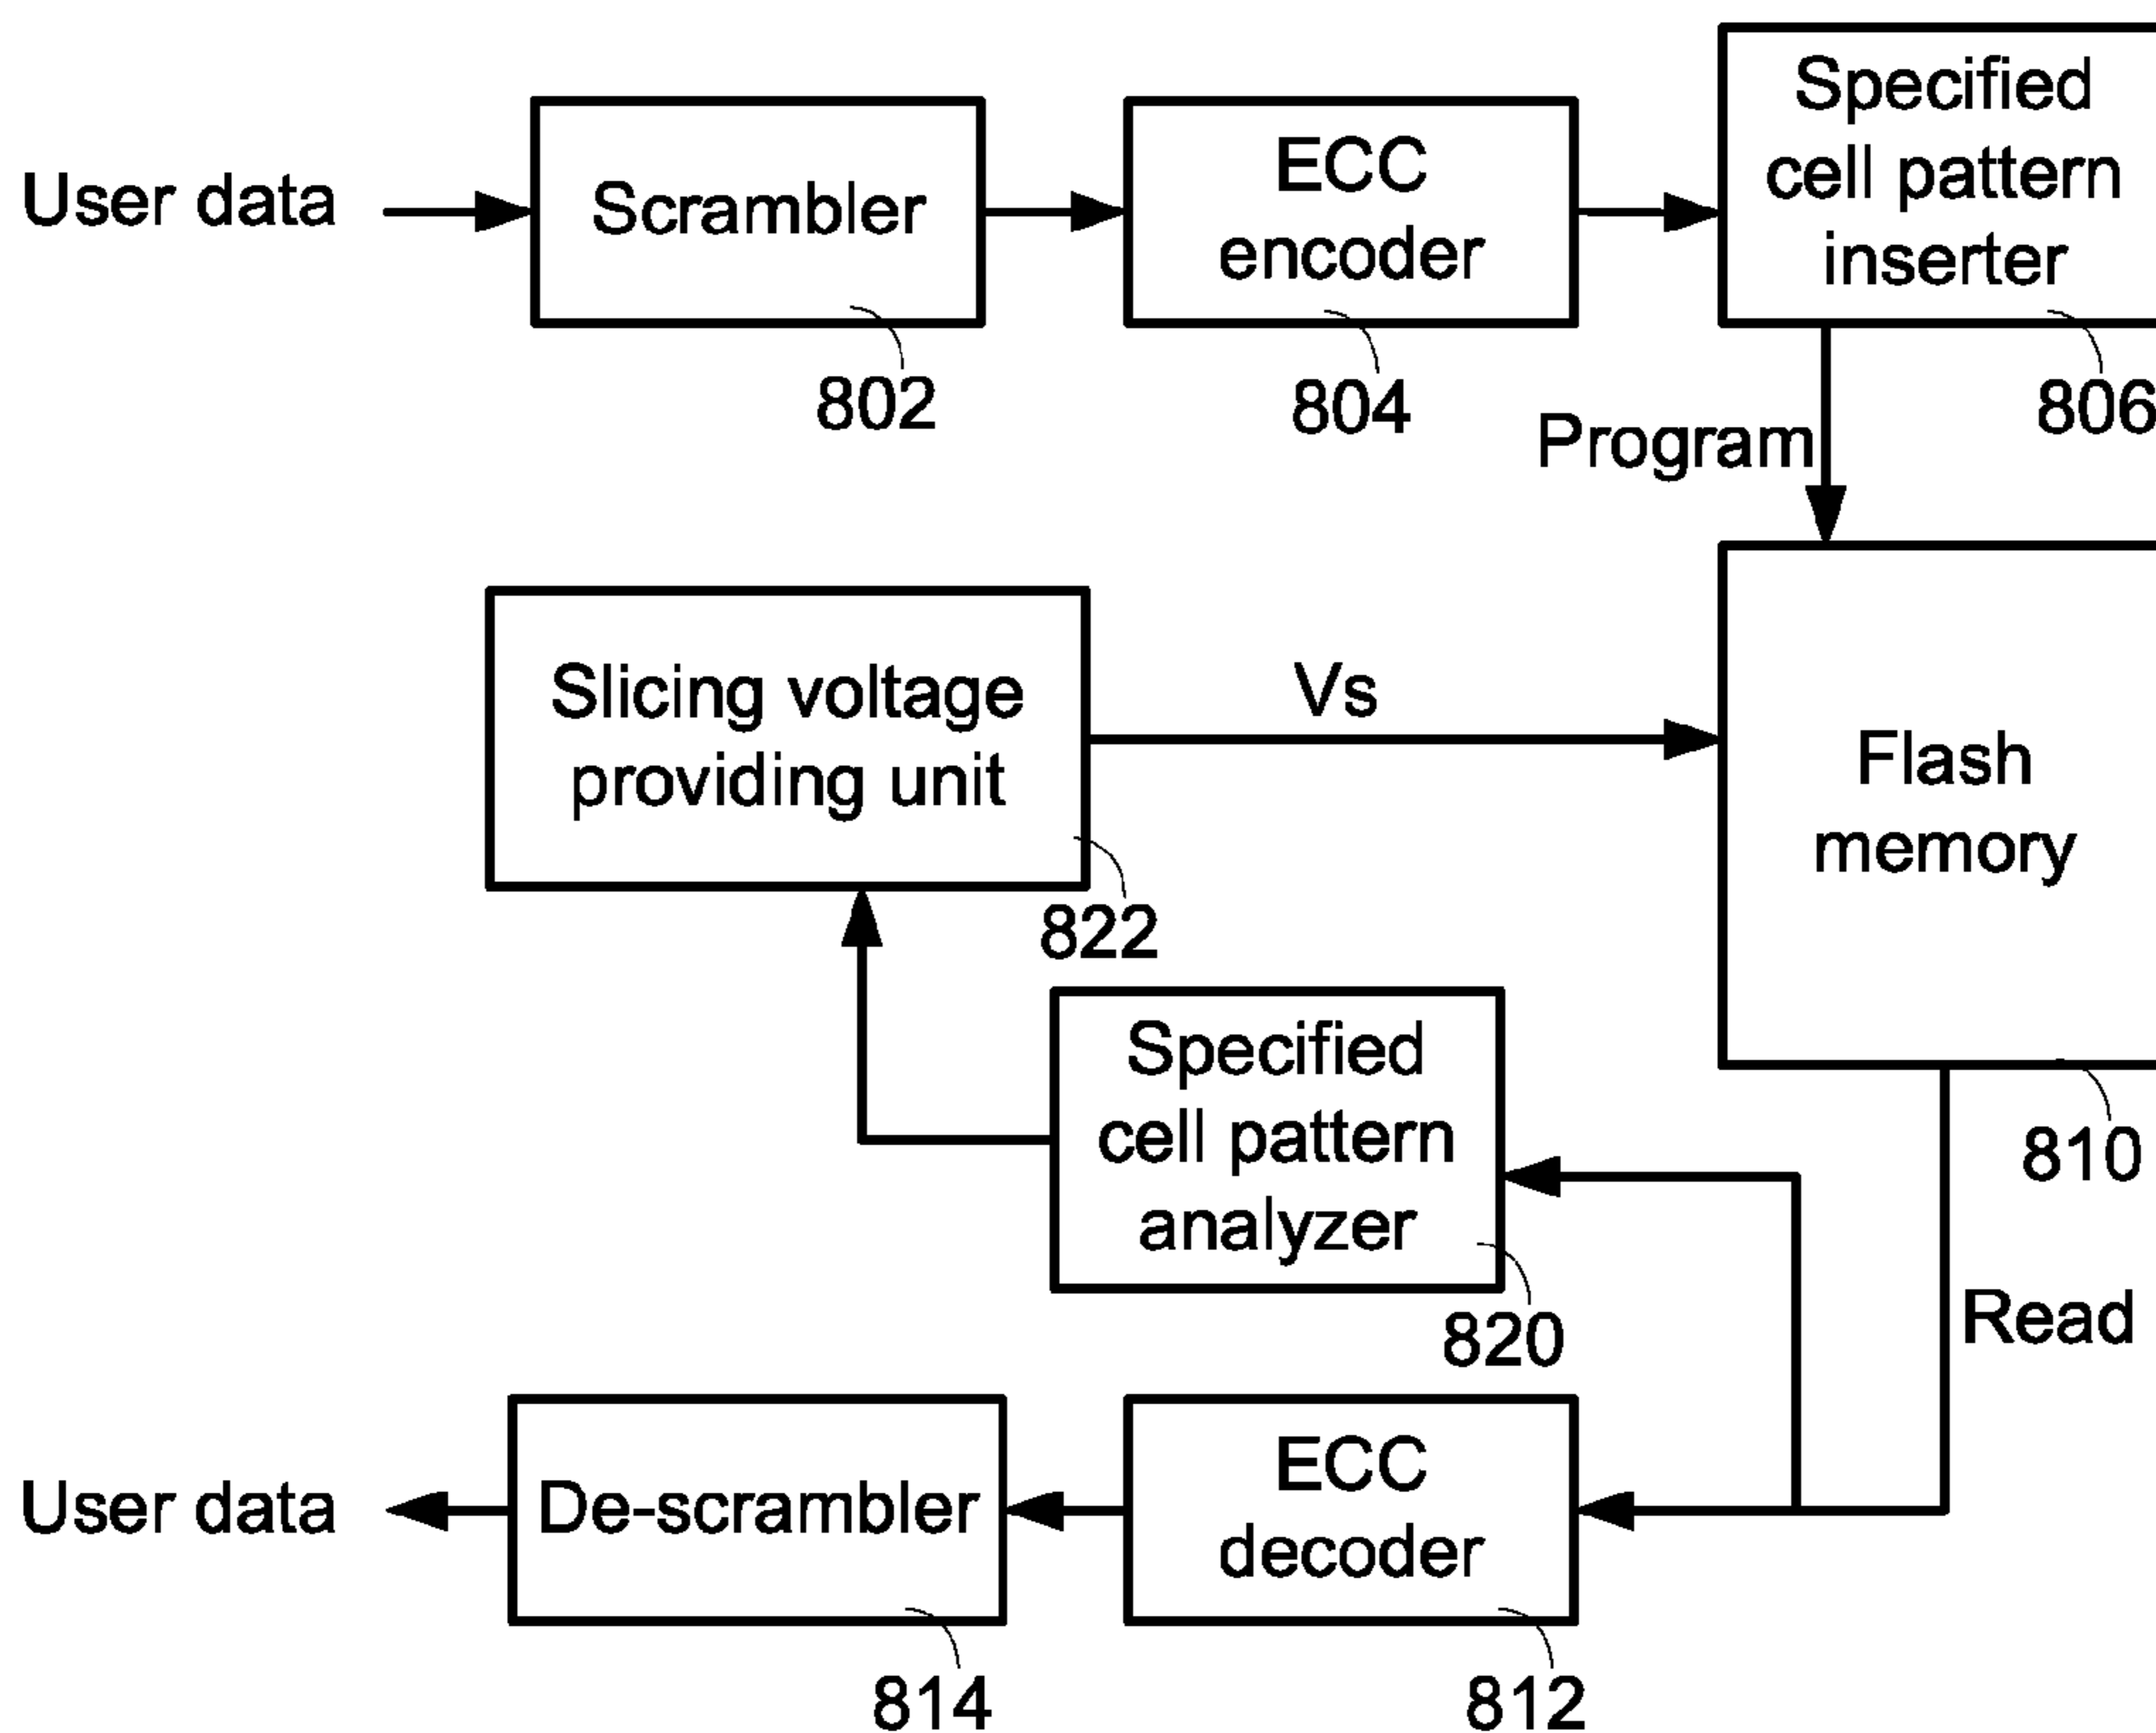 User data
Scrambler
802
ECC
encoder
804
Specified
cell pattern
inserter
806
Program
Slicing voltage
providing unit
822
Vs
Flash
memory
810
Specified
cell pattern
analyzer
820
Read
User data
De-scrambler
814
ECC
decoder
812